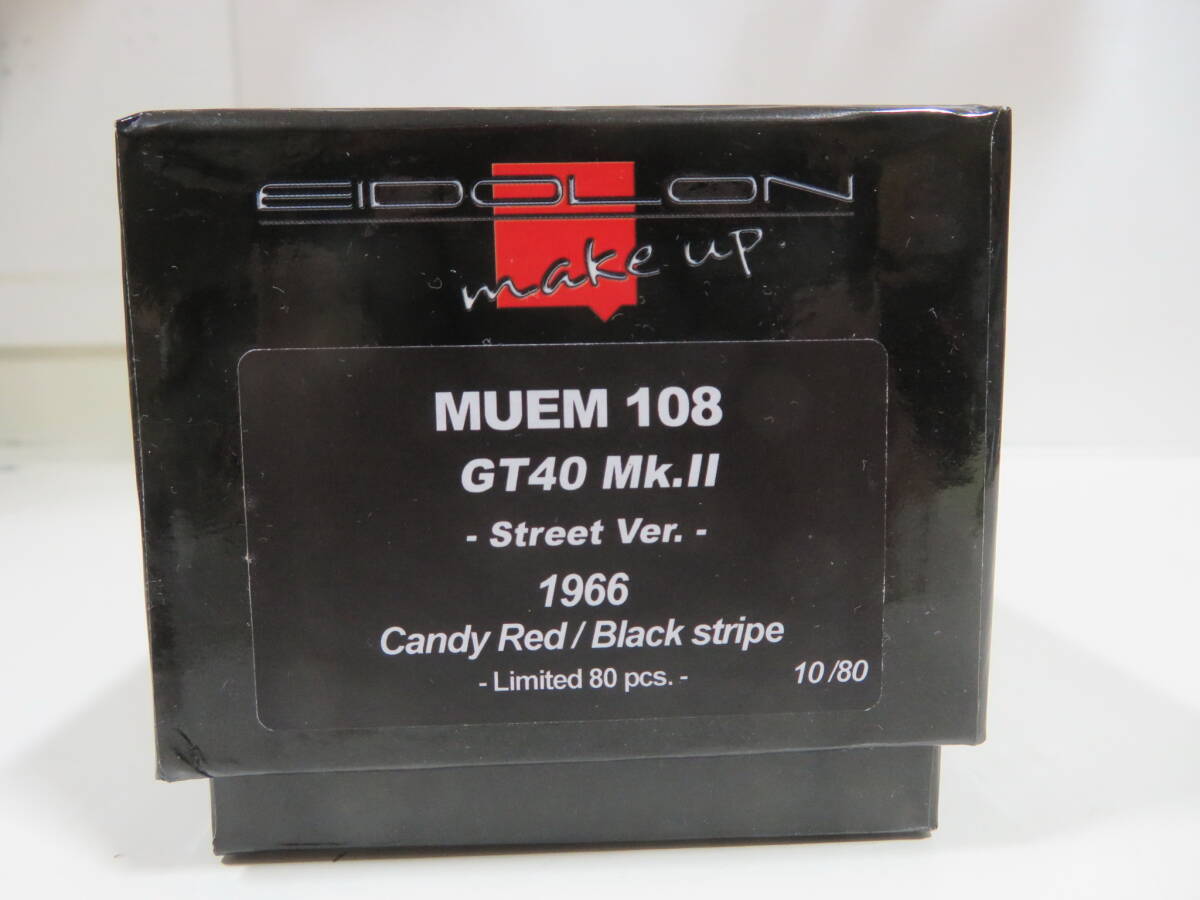 EIDOLON
make up
MUEM 108
GT40 Mk.II
- Street Ver. -
1966
Candy Red / Black stripe
- Limited 80 pcs. -
10 /80